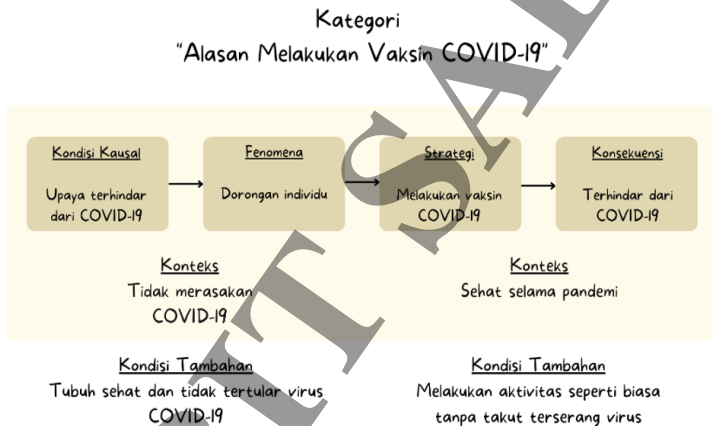 Kategori
"Alasan Melakukan Vaksin COVID-19"
Kondisi Kausal
Upaya terhindar
dari COVID-19
Fenomena
Dorongan individu
Strategi
Melakukan vaksin
COVID-19
Konsekuensi
Terhindar dari
COVID-19
Konteks
Tidak merasakan
COVID-19
Konteks
Sehat selama pandemi
Kondisi Tambahan
Tubuh sehat dan tidak tertular virus
COVID-19
Kondisi Tambahan
Melakukan aktivitas seperti biasa
tanpa takut terserang virus